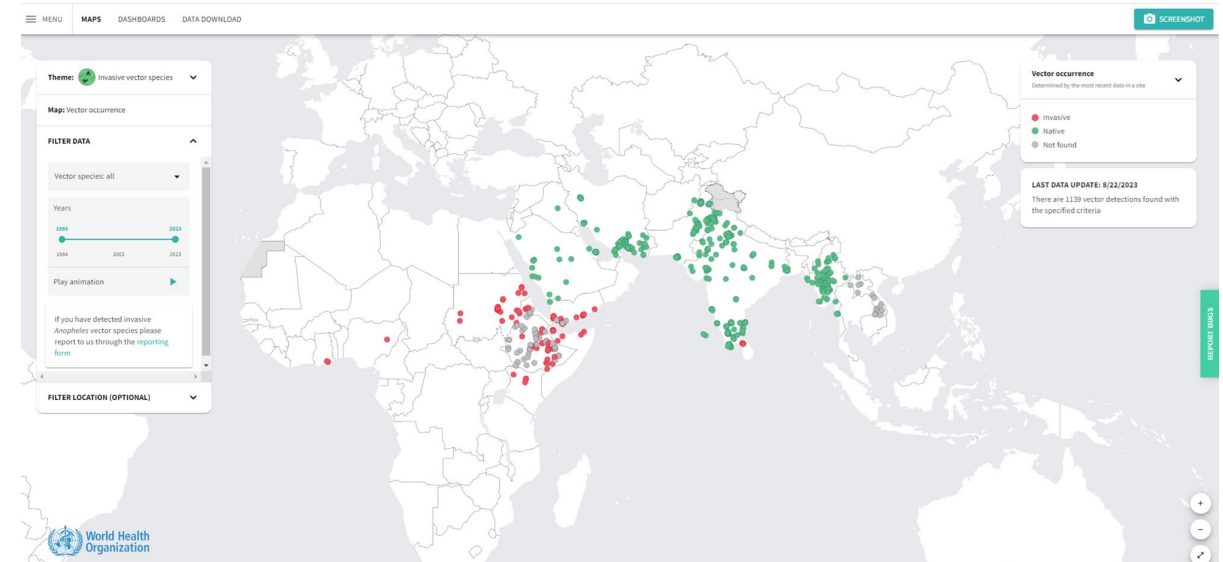 MENU
MAPS
DASHBOARDS
DATA DOWNLOAD
SCREENSHOT
Theme: Invasive vector species
Map: Vector occurrence
FILTER DATA
Vector species: all
Years
1984 2023
1984 2003 2023
Play animation
If you have detected invasive
Anopheles vector species please
report to us through the reporting
form
FILTER LOCATION (OPTIONAL)
Vector occurrence
Determined by the most recent data in a site
Invasive
Native
Not found
LAST DATA UPDATE: 8/22/2023
There are 1139 vector detections found with
the specified criteria
REPORT BUGS
World Health
Organization